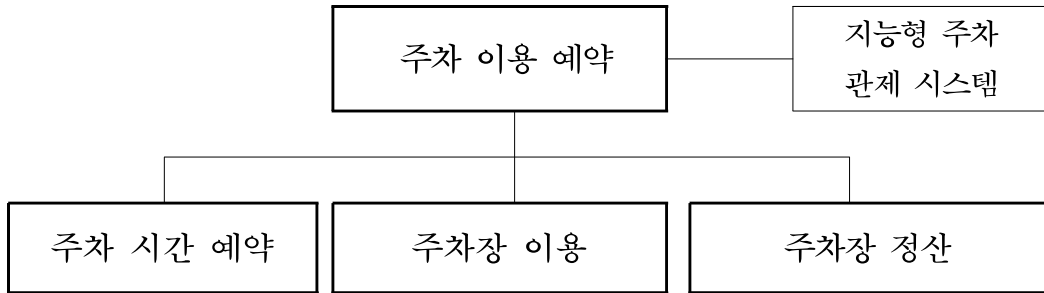 주차 이용 예약
지능형 주차
관제 시스템
주차 시간 예약
주차장 이용
주차장 정산